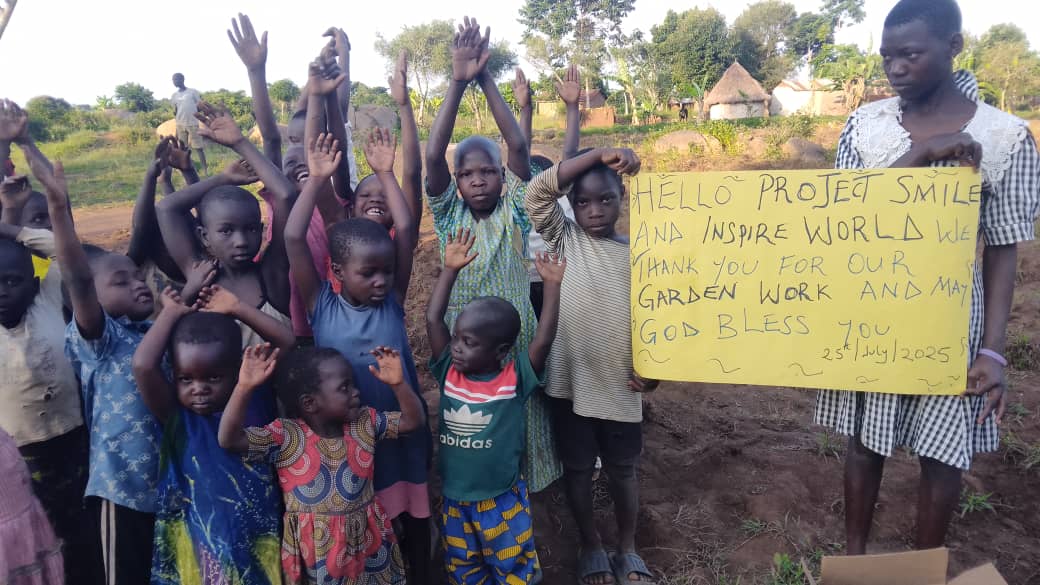 HELLO PROJECT SMILE
AND INSPIRE WORLD WE
THANK YOU FOR OUR
GARDEN WORK AND MAY
GOD BLESS YOU
25th/July/2025
abidas